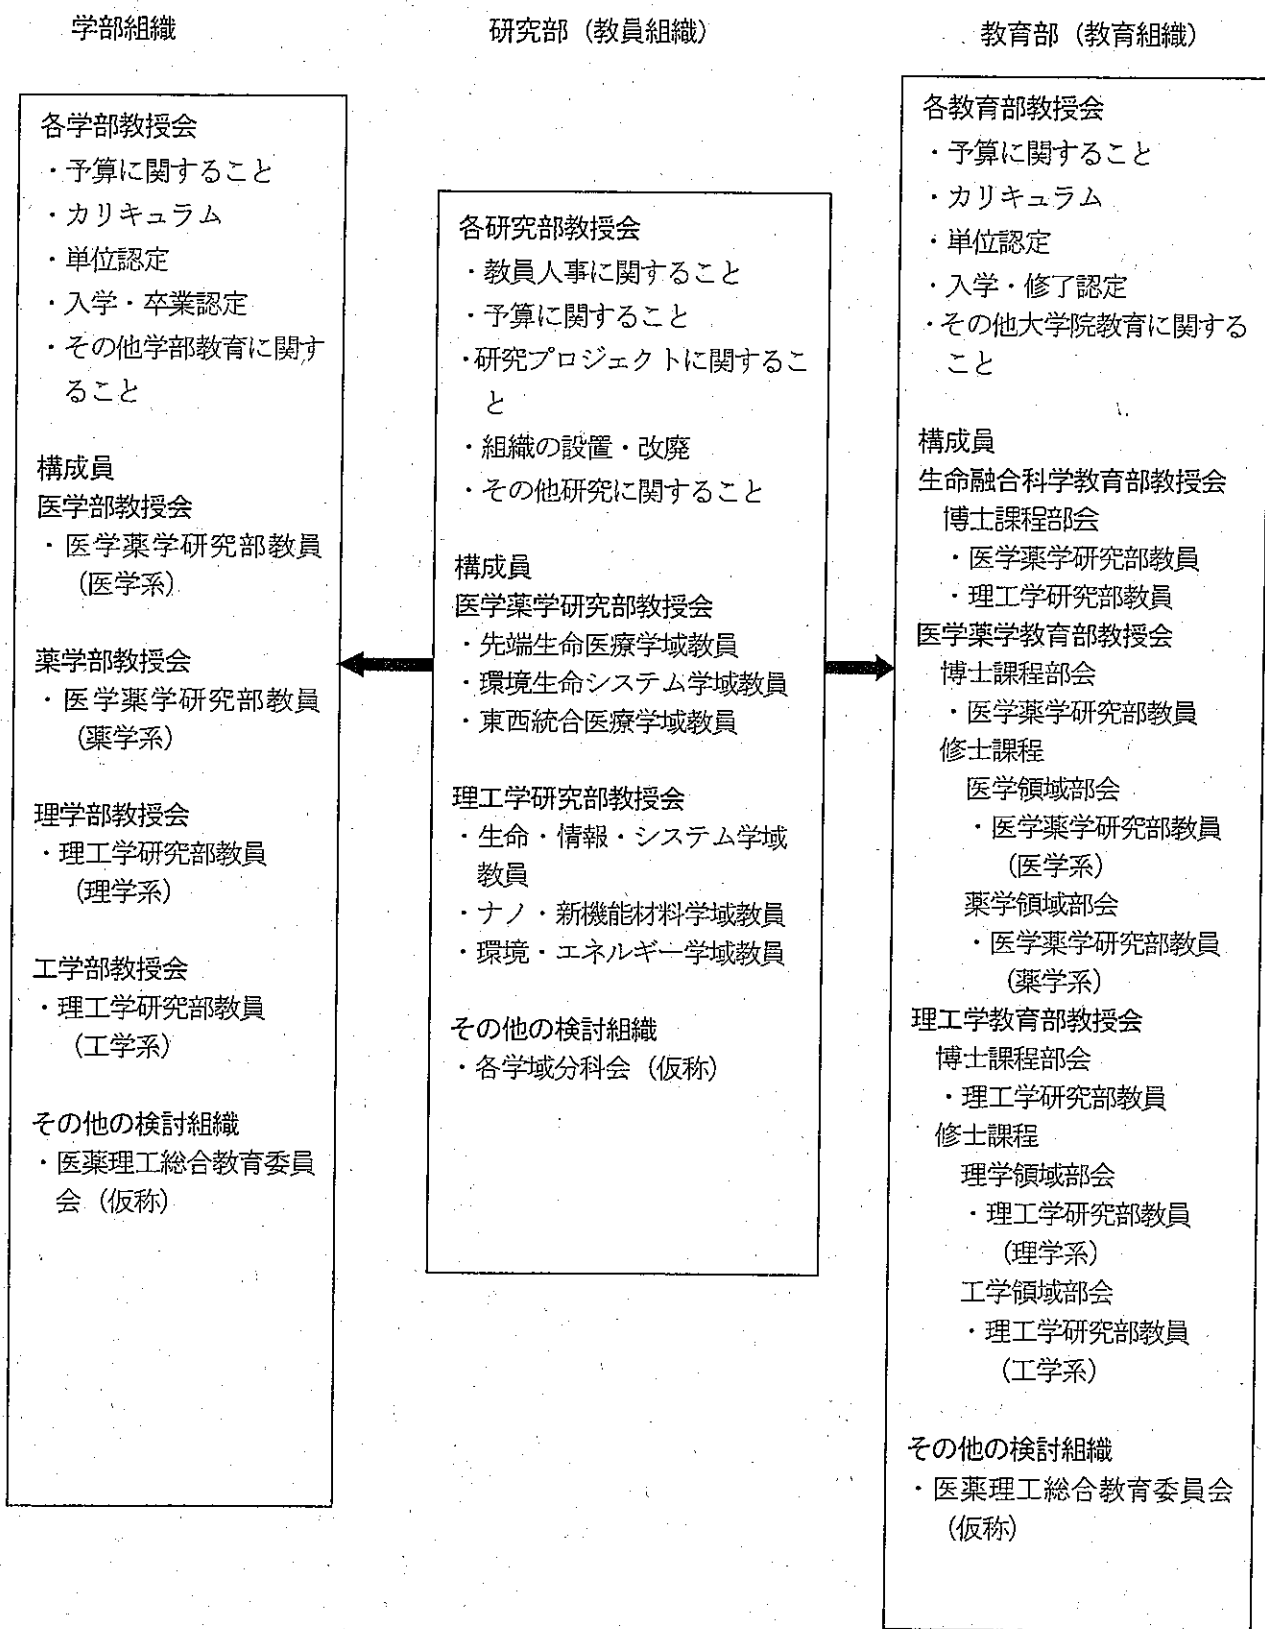 学部組織
各学部教授会
・予算に関すること
・カリキュラム
・単位認定
・入学・卒業認定
・その他学部教育に関す
ること
構成員
医学部教授会
・医学薬学研究部教員
(医学系)
薬学部教授会
・医学薬学研究部教員
(薬学系)
理学部教授会
・理工学研究部教員
(理学系)
工学部教授会
・理工学研究部教員
(工学系)
その他の検討組織
・医薬理工総合教育委員
会(仮称)
研究部(教員組織)
各研究部教授会
・教員人事に関すること
・予算に関すること
・研究プロジェクトに関するこ
と
・組織の設置・改廃
・その他研究に関すること
構成員
医学薬学研究部教授会
・先端生命医療学域教員
・環境生命システム学域教員
・東西統合医療学域教員
理工学研究部教授会
・生命・情報・システム学域
教員
・ナノ・新機能材料学域教員
・環境・エネルギー学域教員
その他の検討組織
・各学域分科会(仮称)
教育部(教育組織)
各教育部教授会
・予算に関すること
・カリキュラム
・単位認定
・入学・修了認定
・その他大学院教育に関する
こと
構成員
生命融合科学教育部教授会
博士課程部会
・医学薬学研究部教員
・理工学研究部教員
医学薬学教育部教授会
博士課程部会
・医学薬学研究部教員
修士課程
医学領域部会
・医学薬学研究部教員
(医学系)
薬学領域部会
・医学薬学研究部教員
(薬学系)
理工学教育部教授会
博士課程部会
・理工学研究部教員
修士課程
理学領域部会
・理工学研究部教員
(理学系)
工学領域部会
・理工学研究部教員
(工学系)
その他の検討組織
・医薬理工総合教育委員会
(仮称)